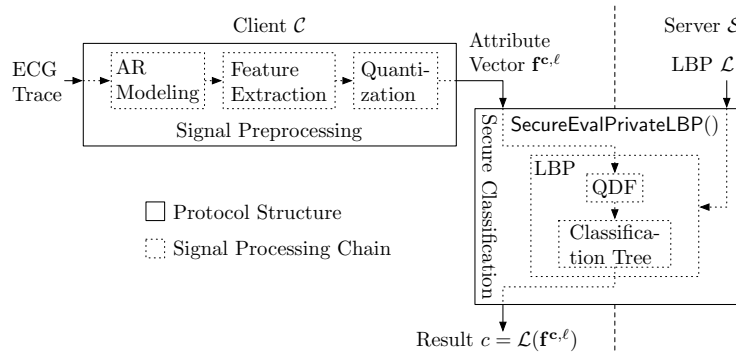 Client C
Server S
ECG
Trace
AR
Modeling
Feature
Extraction
Quanti-
zation
Signal Preprocessing
Attribute
Vector f^{c,ℓ}
LBP L
Secure Classification
SecureEvalPrivateLBP()
LBP
QDF
Classifica-
tion Tree
Protocol Structure
Signal Processing Chain
Result c = L(f^{c,ℓ})